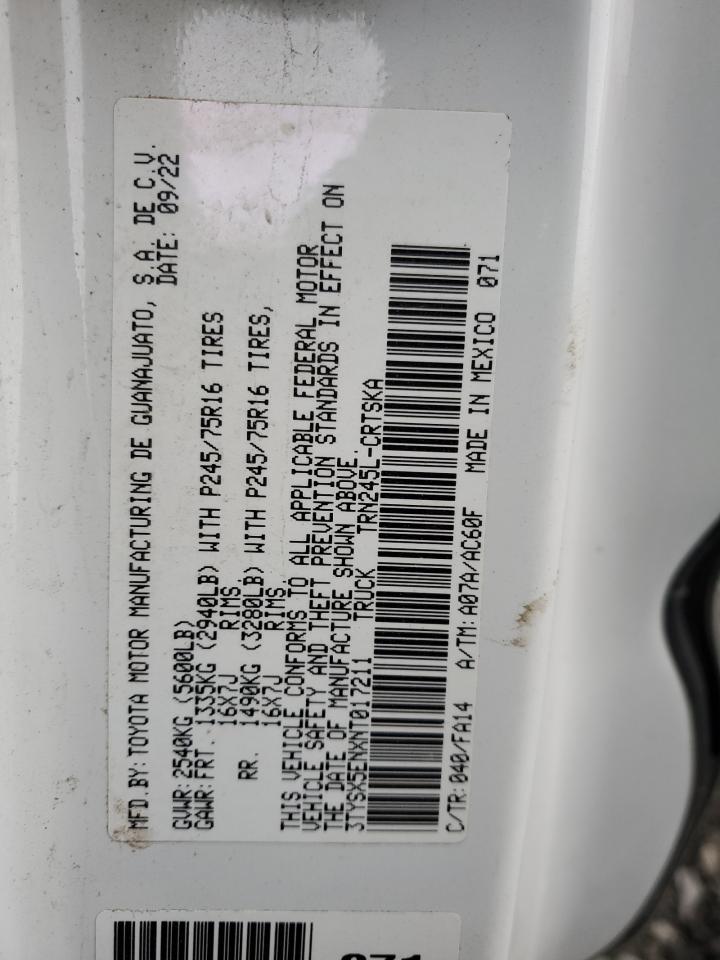 MFD.BY: TOYOTA MOTOR MANUFACTURING DE GUANAJUATO, S.A. DE C.V.
DATE: 09/22
GVWR: 2540KG (5600LB)
GAWR: FRT. 1335KG (2940LB) WITH P245/75R16 TIRES
16X7J RIMS,
RR. 1490KG (3280LB) WITH P245/75R16 TIRES,
16X7J RIMS.
THIS VEHICLE CONFORMS TO ALL APPLICABLE FEDERAL MOTOR
VEHICLE SAFETY AND THEFT PREVENTION STANDARDS IN EFFECT ON
THE DATE OF MANUFACTURE SHOWN ABOVE.
3TYSX5ENXNT017211 TRUCK TRN245L-CRTSKA
C/TR: 040/FA14 A/TM: A07A/AC60F MADE IN MEXICO 071